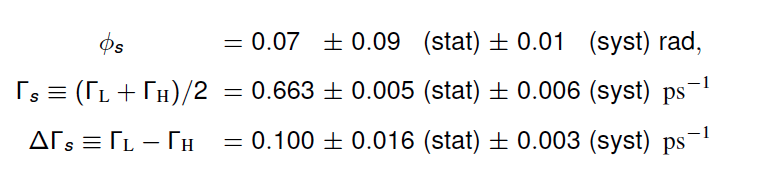 ϕs = 0.07 ± 0.09 (stat) ± 0.01 (syst) rad,
Γs ≡ (ΓL + ΓH)/2 = 0.663 ± 0.005 (stat) ± 0.006 (syst) ps⁻¹
ΔΓs ≡ ΓL − ΓH = 0.100 ± 0.016 (stat) ± 0.003 (syst) ps⁻¹